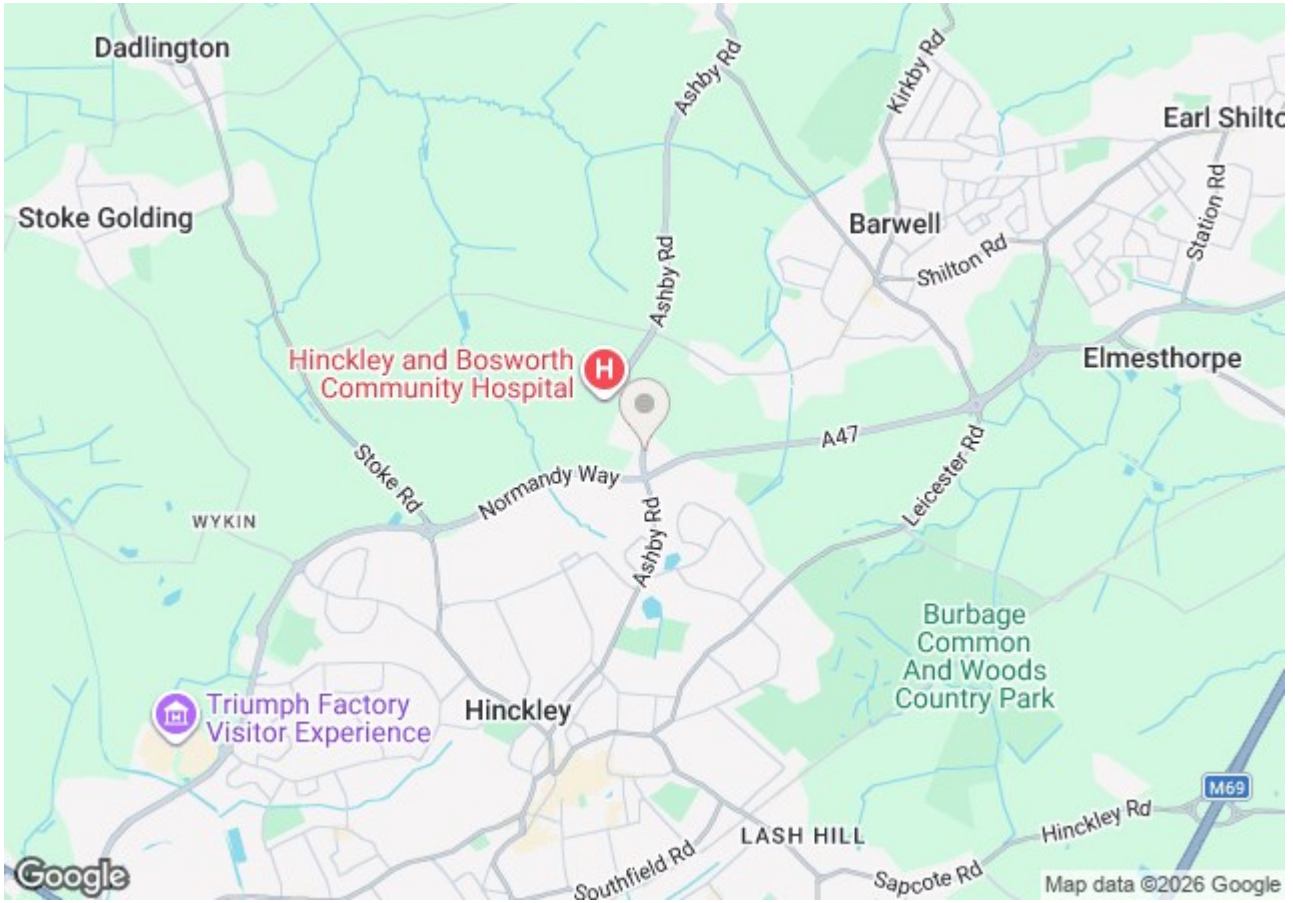 Dadlington
Ashby Rd
Kirkby Rd
Earl Shilto
Stoke Golding
Barwell
Station Rd
Shilton Rd
Ashby Rd
Hinckley and Bosworth
Community Hospital
H
Elmesthorpe
A47
Stoke Rd
Normandy Way
Leicester Rd
WYKIN
Ashby Rd
Burbage
Common
And Woods
Country Park
Triumph Factory
Visitor Experience
Hinckley
M69
Hinckley Rd
LASH HILL
Southfield Rd
Sapcote Rd
Google
Map data ©2026 Google